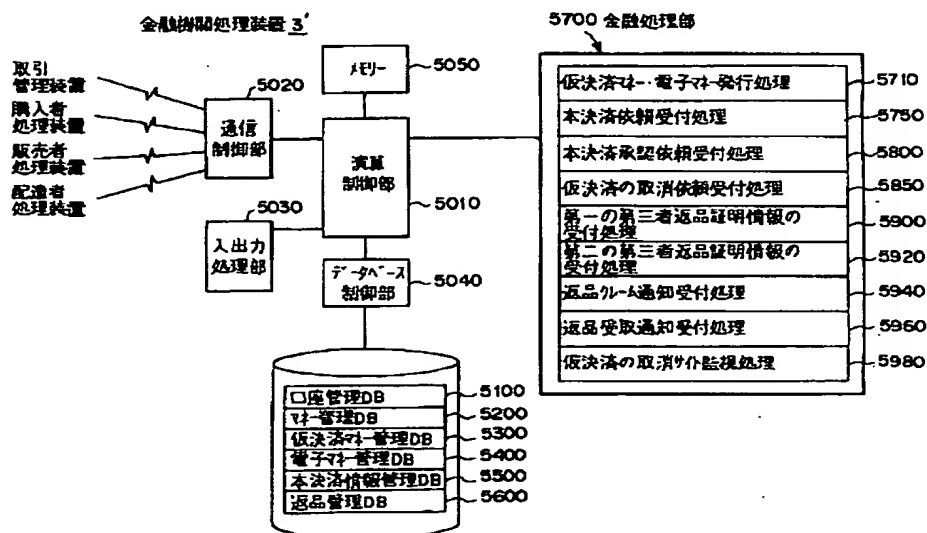 金融機関処理装置 3'
取引
管理装置
購入者
処理装置
販売者
処理装置
配達者
処理装置
5020
通信
制御部
メモリー
5050
演算
制御部
5010
5030
入出力
処理部
データベース
制御部
5040
口座管理DB
5100
マネー管理DB
5200
仮決済マネー管理DB
5300
電子マネー管理DB
5400
本決済情報管理DB
5500
返品管理DB
5600
5700 金融処理部
仮決済マネー・電子マネー発行処理
5710
本決済依頼受付処理
5750
本決済承認依頼受付処理
5800
仮決済の取消依頼受付処理
5850
第一の第三者返品証明情報の
受付処理
5900
第二の第三者返品証明情報の
受付処理
5920
返品クレーム通知受付処理
5940
返品受取通知受付処理
5960
仮決済の取消サイト監視処理
5980